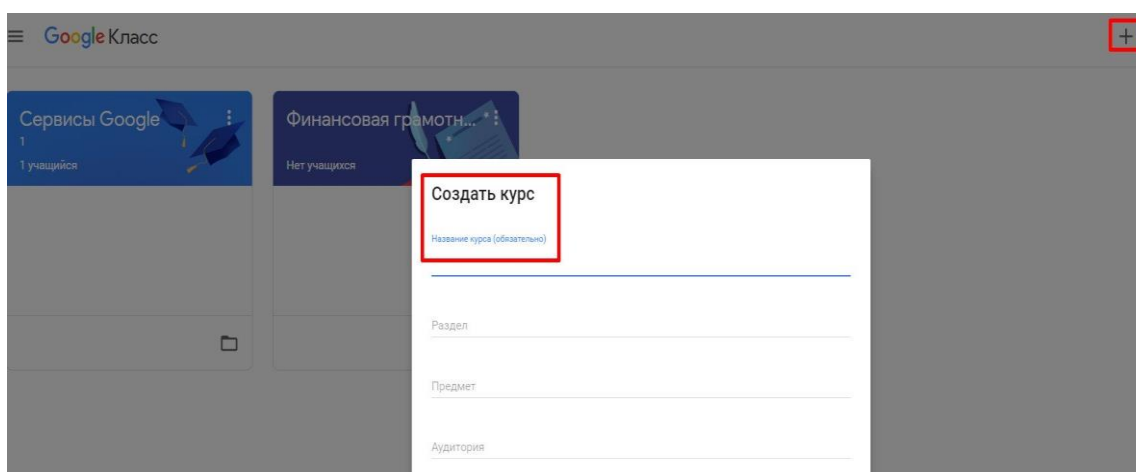 Google Класс
Сервисы Google
1
1 учащийся
Финансовая грамотн...
Нет учащихся
Создать курс
Название курса (обязательно)
Раздел
Предмет
Аудитория